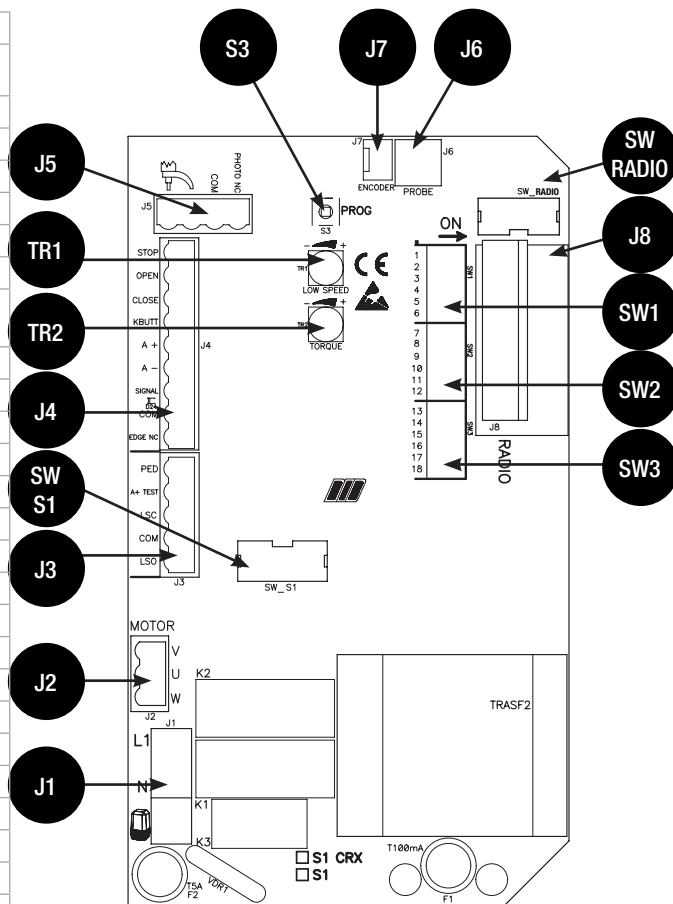 S3
J7
J6
SW RADIO
J5
J7
J6
ENCODER
PROBE
SW_RADIO
PHOTO NC
COM
J5
PROG
S3
ON
J8
TR1
STOP
OPEN
CLOSE
KBUTT
A +
A -
SIGNAL
D24
COM
EDGE NC
J4
- +
TR1
LOW SPEED
CE
- +
TR2
TORQUE
1
2
3
4
5
6
SW1
7
8
9
10
11
12
SW2
13
14
15
16
17
18
SW3
J8
RADIO
SW1
TR2
SW2
J4
SW3
SW
S1
PED
A+ TEST
LSC
COM
LSO
J3
SW_S1
J3
MOTOR
V
U
W
J2
J2
K2
TRASF2
J1
L1
N
J1
K1
K3
S1 CRX
S1
T100mA
F1
T5A
F2
VDR1